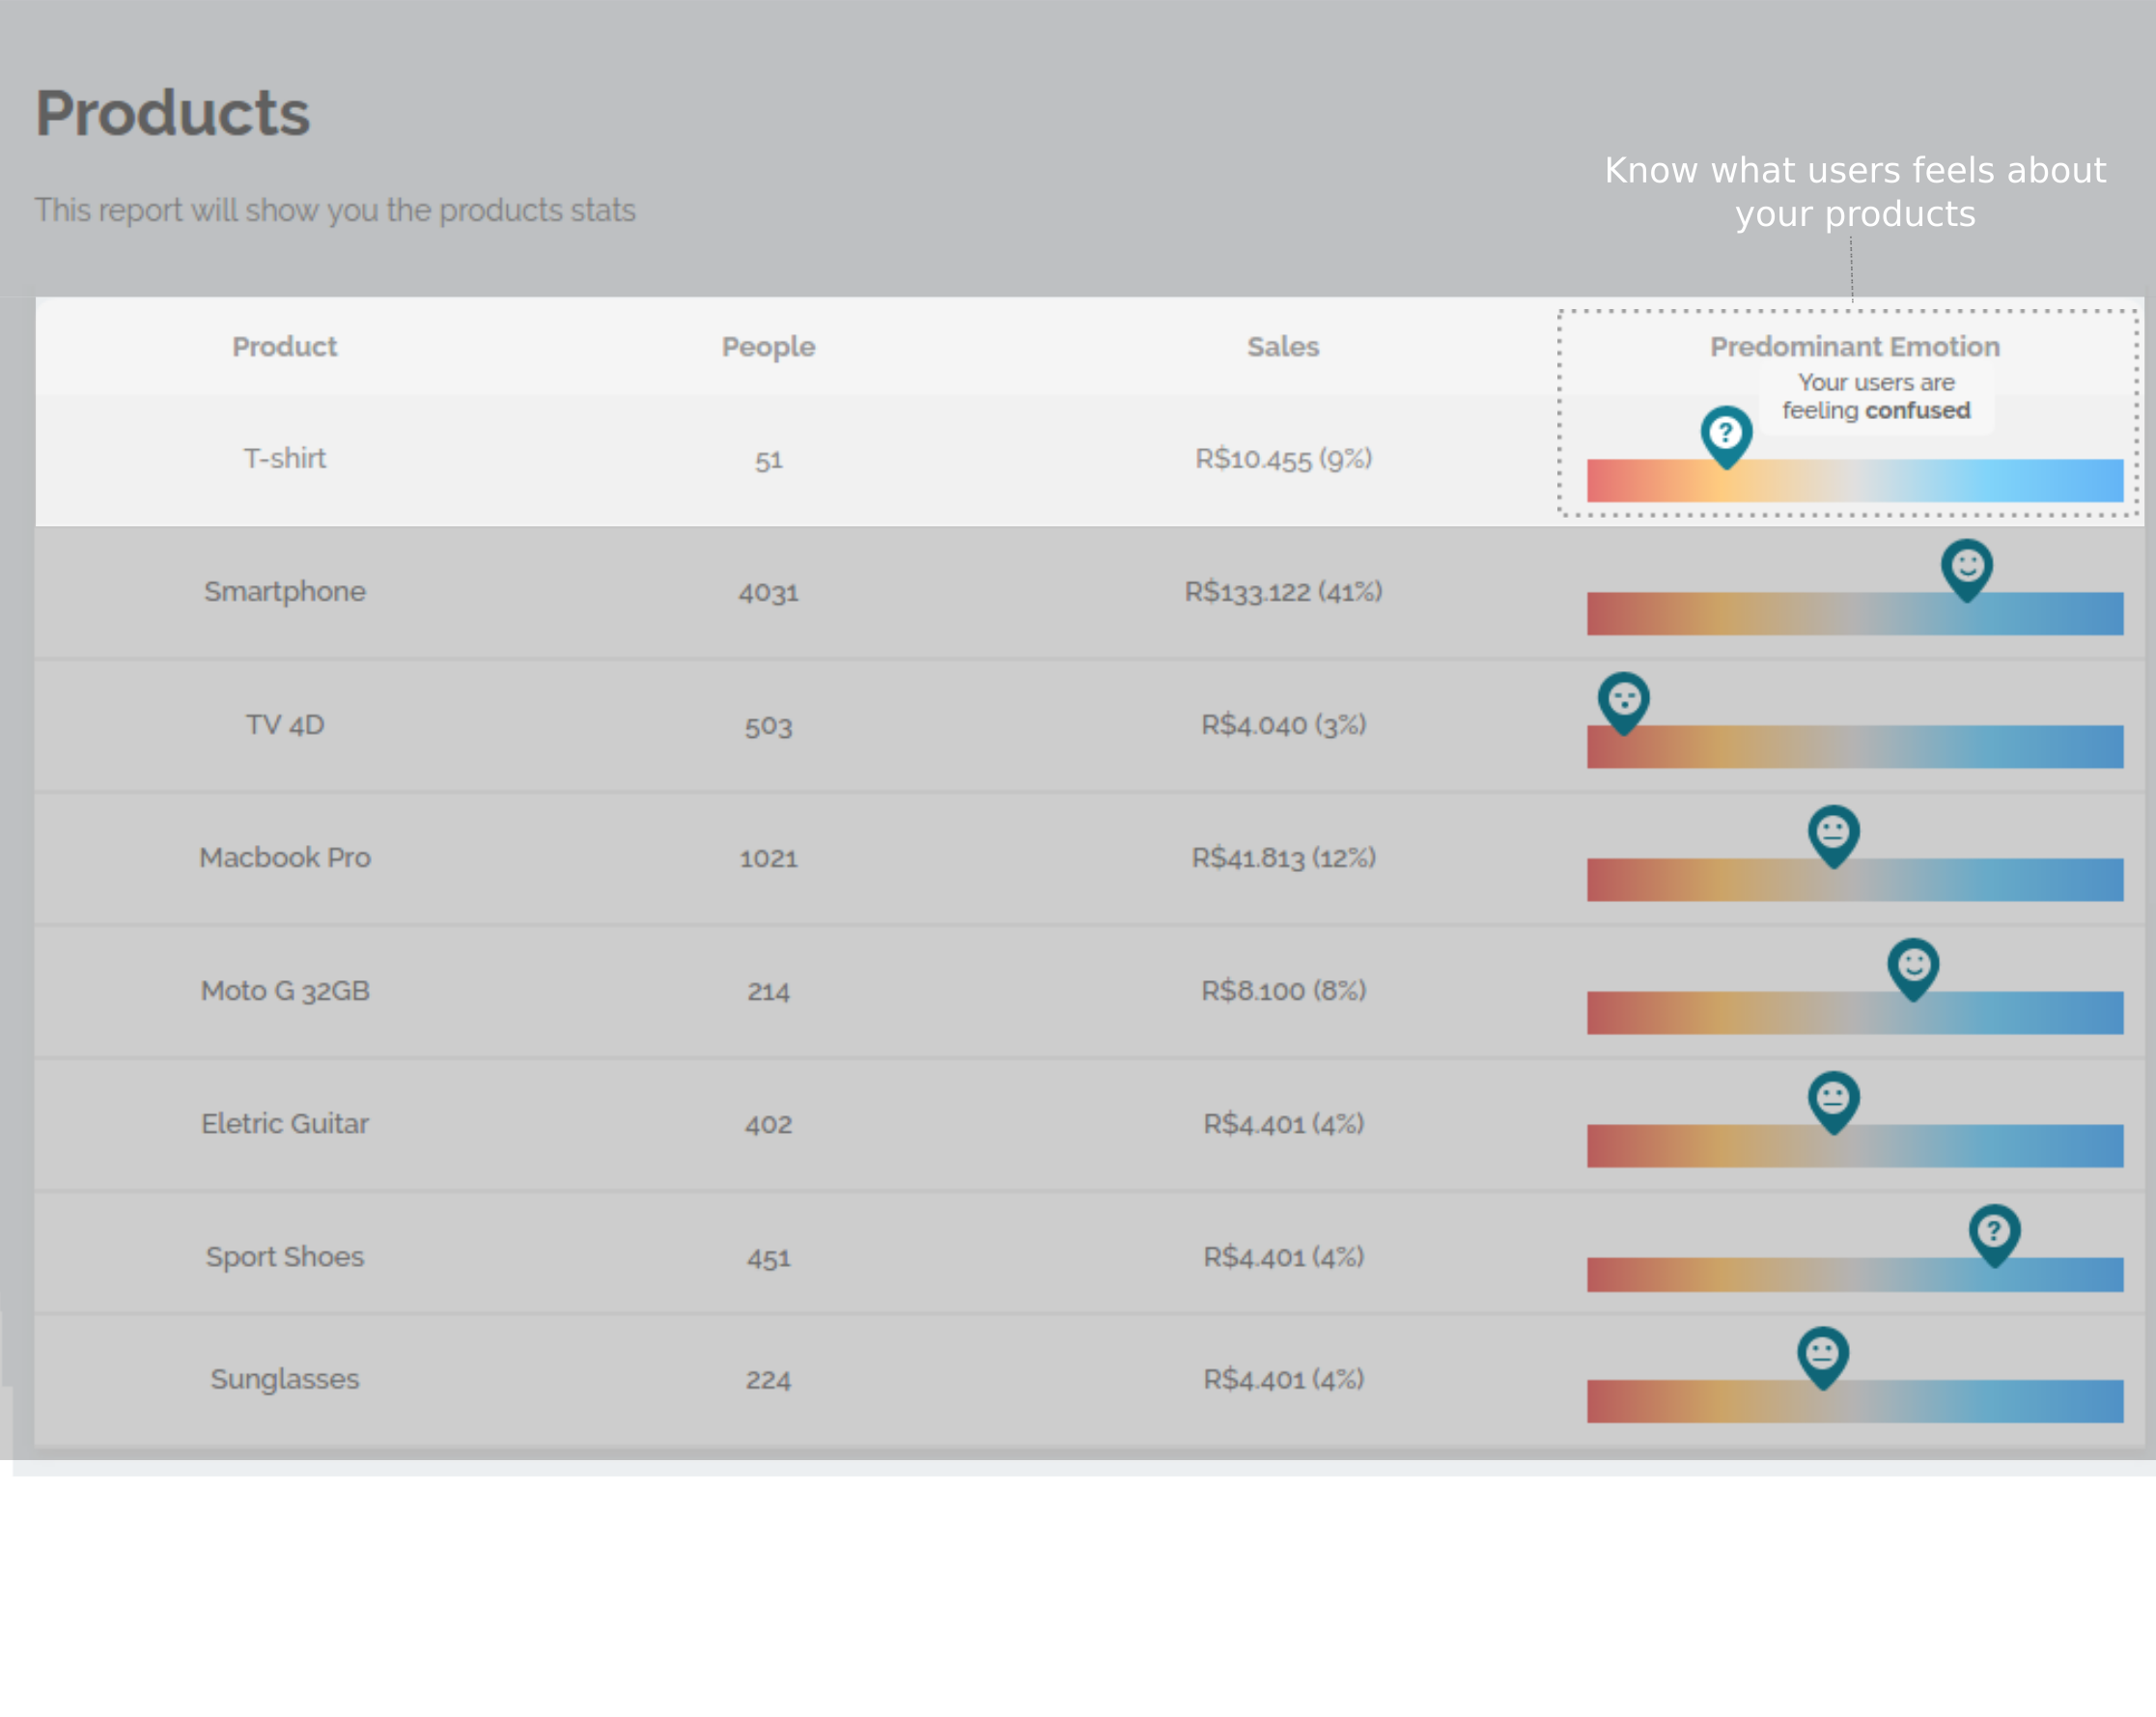 Products
This report will show you the products stats
Know what users feels about
your products
Product People Sales Predominant Emotion
Your users are
feeling confused
?
T-shirt 51 R$10.455 (9%)
Smartphone 4031 R$133.122 (41%)
TV 4D 503 R$4.040 (3%)
Macbook Pro 1021 R$41.813 (12%)
Moto G 32GB 214 R$8.100 (8%)
Eletric Guitar 402 R$4.401 (4%)
?
Sport Shoes 451 R$4.401 (4%)
Sunglasses 224 R$4.401 (4%)